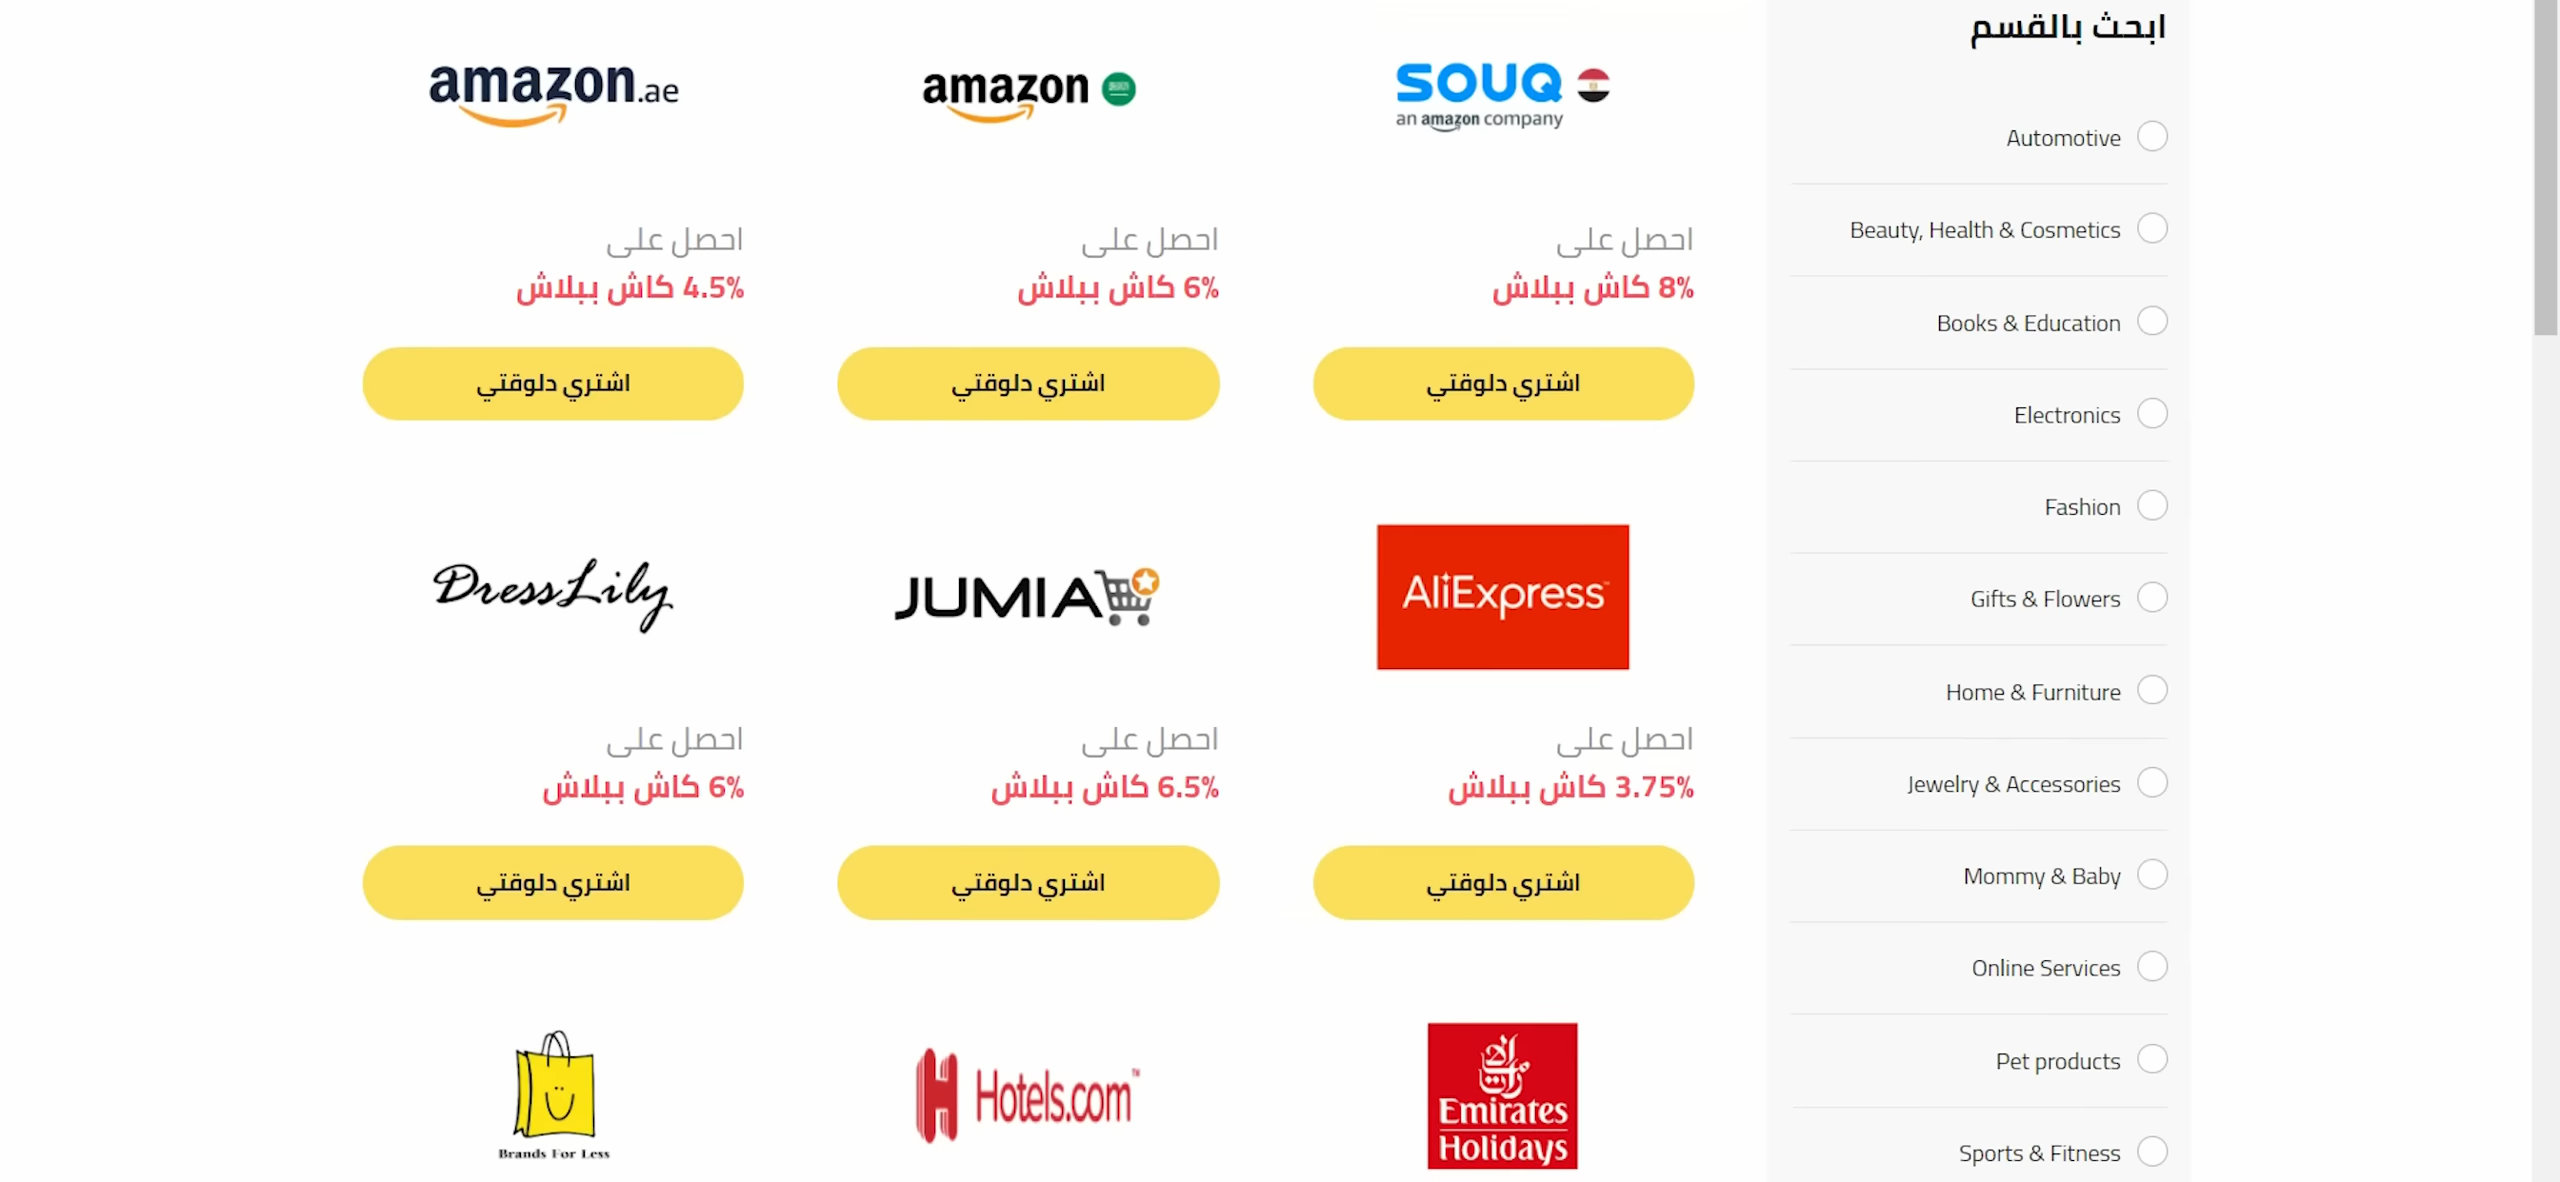 ابحث بالقسم
Automotive
Beauty, Health & Cosmetics
Books & Education
Electronics
Fashion
Gifts & Flowers
Home & Furniture
Jewelry & Accessories
Mommy & Baby
Online Services
Pet products
Sports & Fitness
SOUQ
an amazon company
احصل على
8% كاش ببلاش
اشتري دلوقتي
amazon
احصل على
6% كاش ببلاش
اشتري دلوقتي
amazon.ae
احصل على
4.5% كاش ببلاش
اشتري دلوقتي
AliExpress
احصل على
3.75% كاش ببلاش
اشتري دلوقتي
JUMIA
احصل على
6.5% كاش ببلاش
اشتري دلوقتي
DressLily
احصل على
6% كاش ببلاش
اشتري دلوقتي
Emirates
Holidays
Hotels.com
Brands For Less